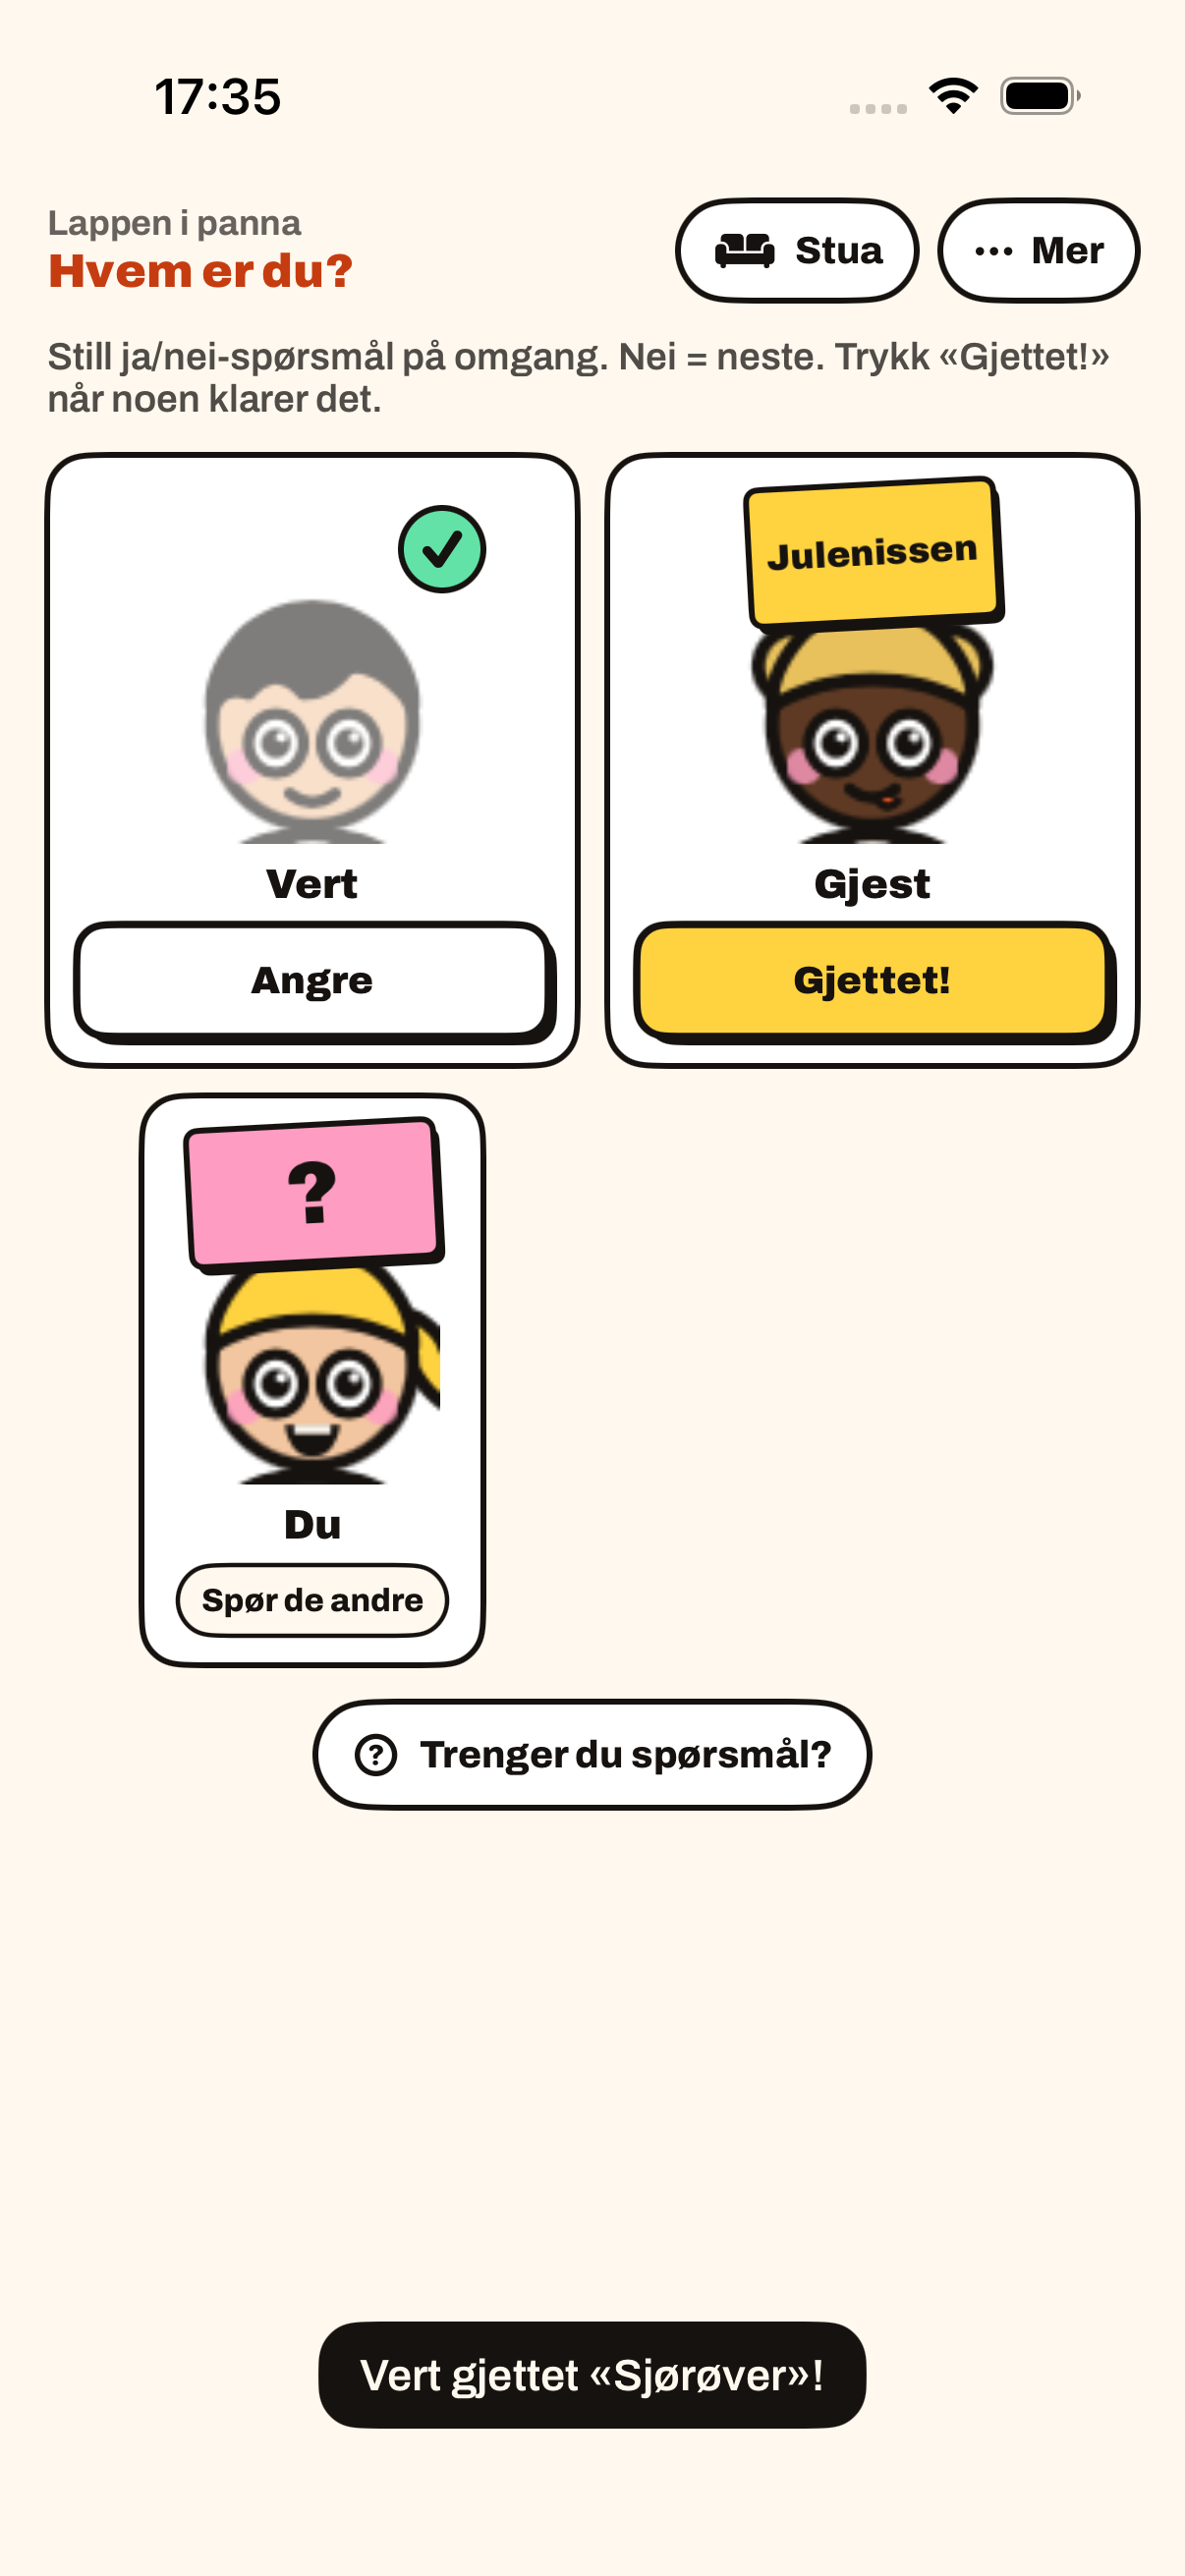 17:35
Lappen i panna
Hvem er du?
Stua
Mer
Still ja/nei-spørsmål på omgang. Nei = neste. Trykk «Gjettet!»
når noen klarer det.
Julenissen
Vert
Gjest
Angre
Gjettet!
?
Du
Spør de andre
? Trenger du spørsmål?
Vert gjettet «Sjørøver»!